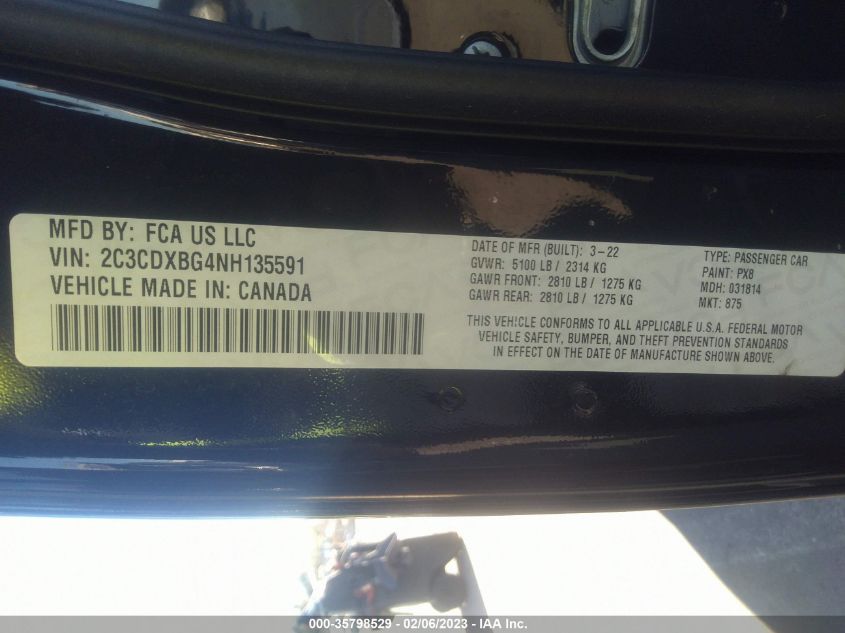 MFD BY: FCA US LLC
VIN: 2C3CDXBG4NH135591
VEHICLE MADE IN: CANADA
DATE OF MFR (BUILT): 3-22
GVWR: 5100 LB / 2314 KG
GAWR FRONT: 2810 LB / 1275 KG
GAWR REAR: 2810 LB / 1275 KG
TYPE: PASSENGER CAR
PAINT: PX8
MDH: 031814
MKT: 875
THIS VEHICLE CONFORMS TO ALL APPLICABLE U.S.A. FEDERAL MOTOR
VEHICLE SAFETY, BUMPER, AND THEFT PREVENTION STANDARDS
IN EFFECT ON THE DATE OF MANUFACTURE SHOWN ABOVE.
000-35798529 - 02/06/2023 - IAA Inc.